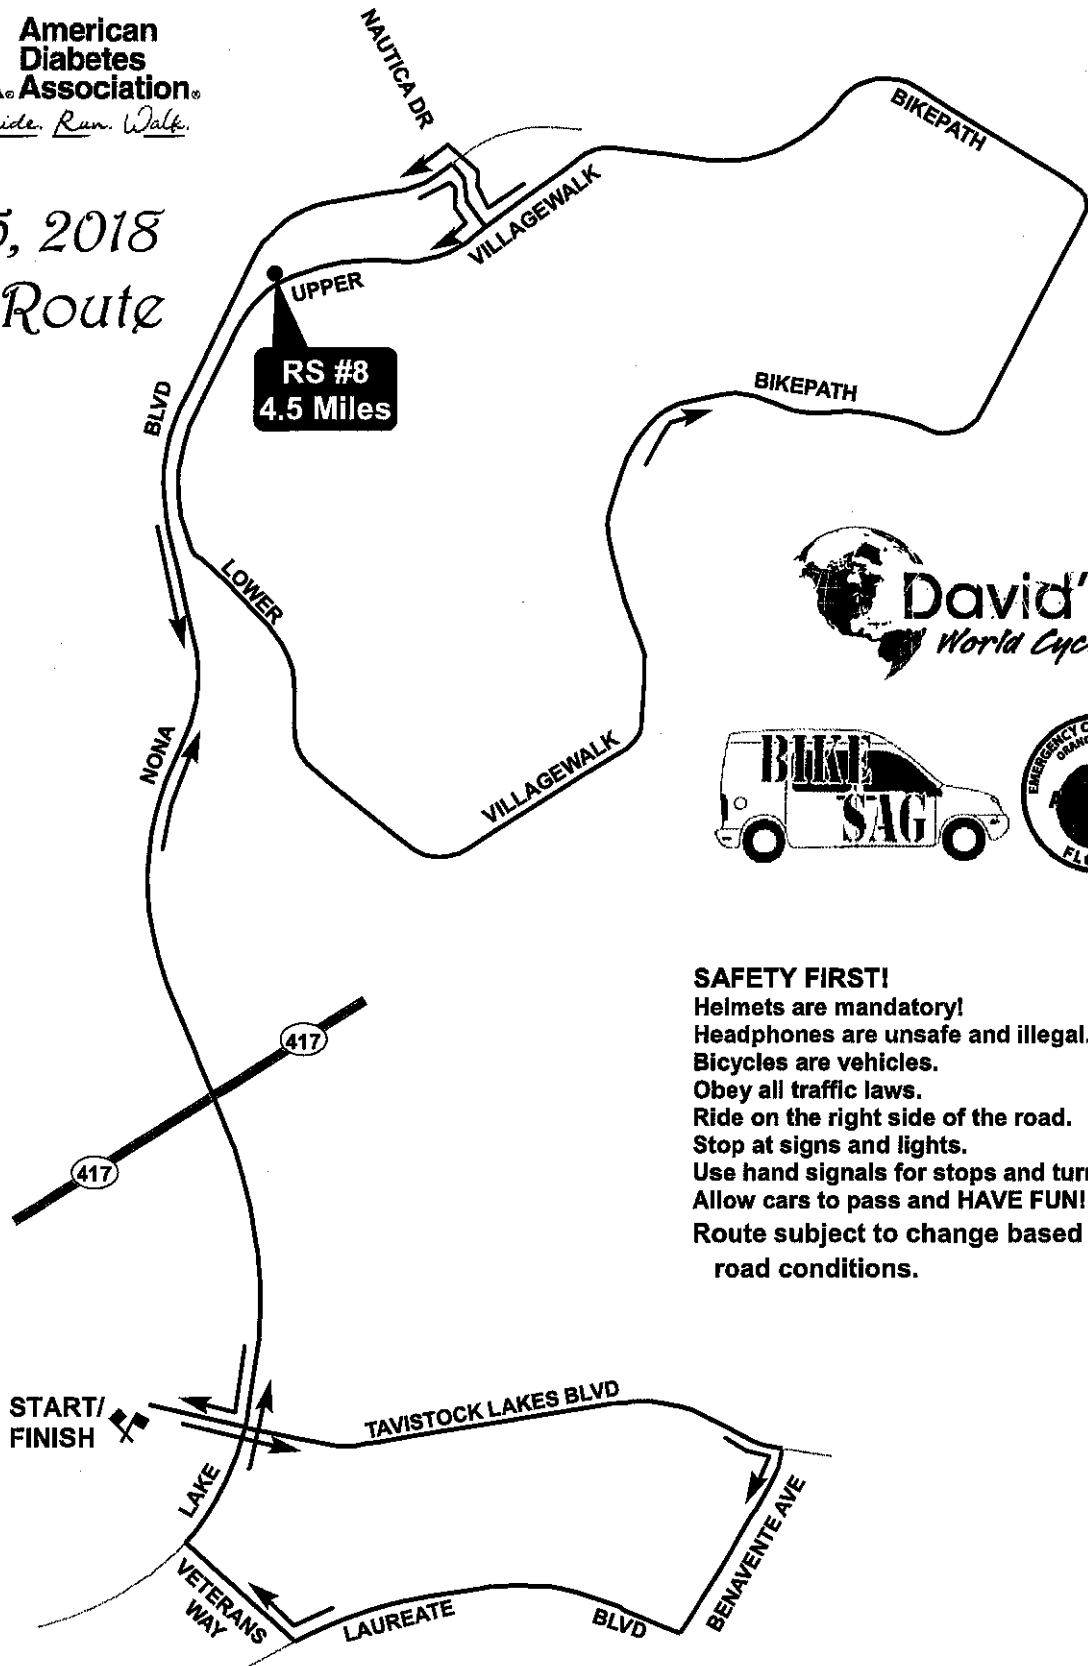 American
Diabetes
Association®
Run. Walk.
5, 2018
Route
NAUTICA DR
BIKEPATH
VILLAGEWALK
UPPER
RS #8
4.5 Miles
BLVD
BIKEPATH
LOWER
David's
World Cyc
NONA
VILLAGEWALK
BIKE
SAG
EMERGENCY C
ORANG
FL
417
417
SAFETY FIRST!
Helmets are mandatory!
Headphones are unsafe and illegal.
Bicycles are vehicles.
Obey all traffic laws.
Ride on the right side of the road.
Stop at signs and lights.
Use hand signals for stops and turn
Allow cars to pass and HAVE FUN!
Route subject to change based
road conditions.
START/
FINISH
TAVISTOCK LAKES BLVD
LAKE
BENAVENTE AVE
VETERANS
WAY
LAUREATE
BLVD